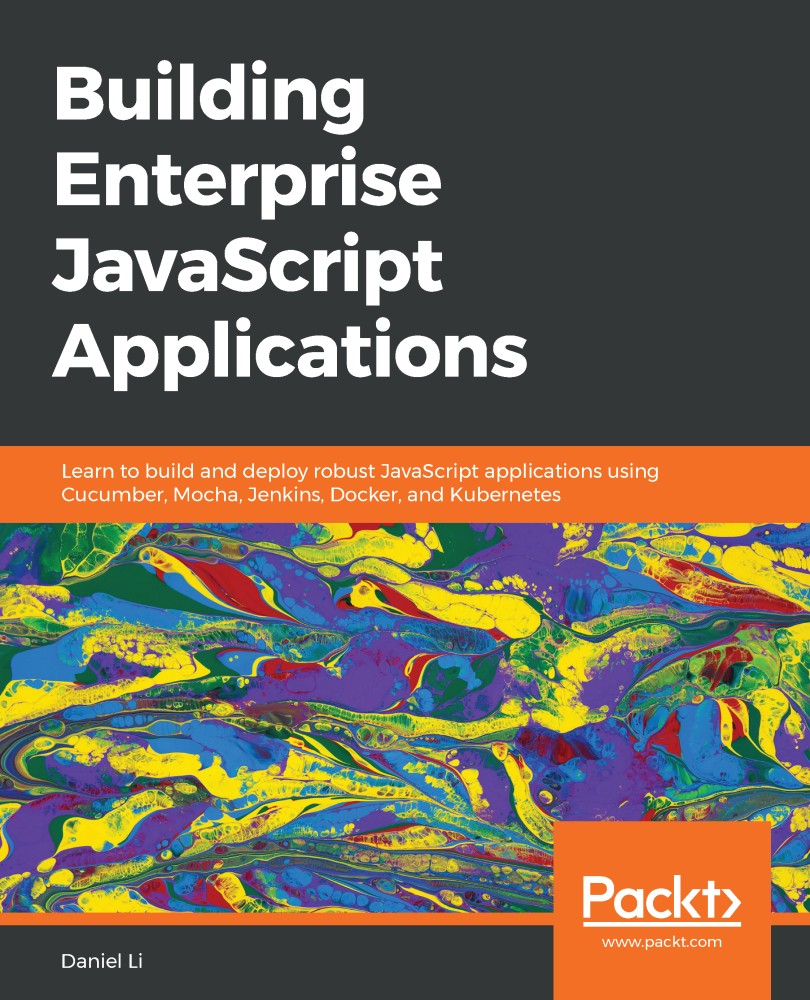 Building
Enterprise
JavaScript
Applications
Learn to build and deploy robust JavaScript applications using
Cucumber, Mocha, Jenkins, Docker, and Kubernetes
Packt>
www.packt.com
Daniel Li